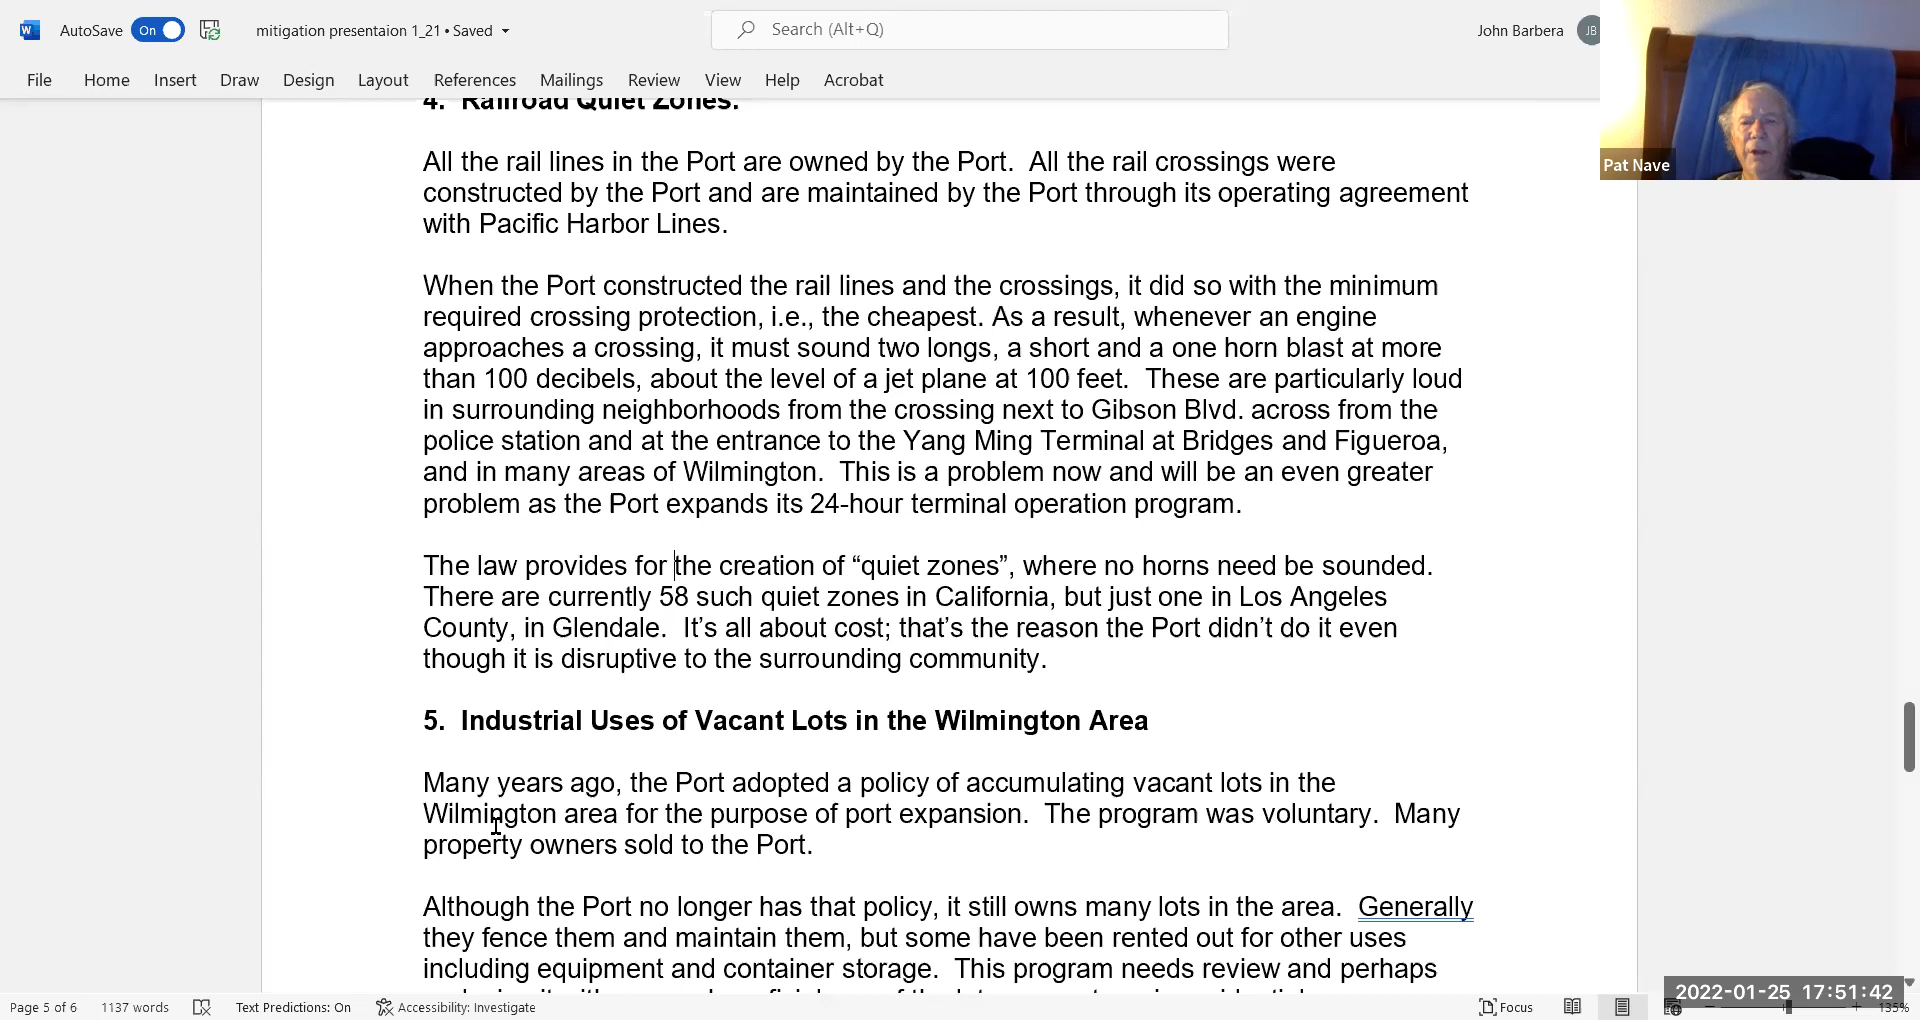 AutoSave On mitigation presentaion 1_21 • Saved Search (Alt+Q) John Barbera JB
File Home Insert Draw Design Layout References Mailings Review View Help Acrobat
Pat Nave
4. Railroad Quiet Zones.
All the rail lines in the Port are owned by the Port. All the rail crossings were
constructed by the Port and are maintained by the Port through its operating agreement
with Pacific Harbor Lines.
When the Port constructed the rail lines and the crossings, it did so with the minimum
required crossing protection, i.e., the cheapest. As a result, whenever an engine
approaches a crossing, it must sound two longs, a short and a one horn blast at more
than 100 decibels, about the level of a jet plane at 100 feet. These are particularly loud
in surrounding neighborhoods from the crossing next to Gibson Blvd. across from the
police station and at the entrance to the Yang Ming Terminal at Bridges and Figueroa,
and in many areas of Wilmington. This is a problem now and will be an even greater
problem as the Port expands its 24-hour terminal operation program.
The law provides for the creation of “quiet zones”, where no horns need be sounded.
There are currently 58 such quiet zones in California, but just one in Los Angeles
County, in Glendale. It’s all about cost; that’s the reason the Port didn’t do it even
though it is disruptive to the surrounding community.
5. Industrial Uses of Vacant Lots in the Wilmington Area
Many years ago, the Port adopted a policy of accumulating vacant lots in the
Wilmington area for the purpose of port expansion. The program was voluntary. Many
property owners sold to the Port.
Although the Port no longer has that policy, it still owns many lots in the area. Generally
they fence them and maintain them, but some have been rented out for other uses
including equipment and container storage. This program needs review and perhaps
2022-01-25 17:51:42
Page 5 of 6 1137 words Text Predictions: On Accessibility: Investigate Focus 135%